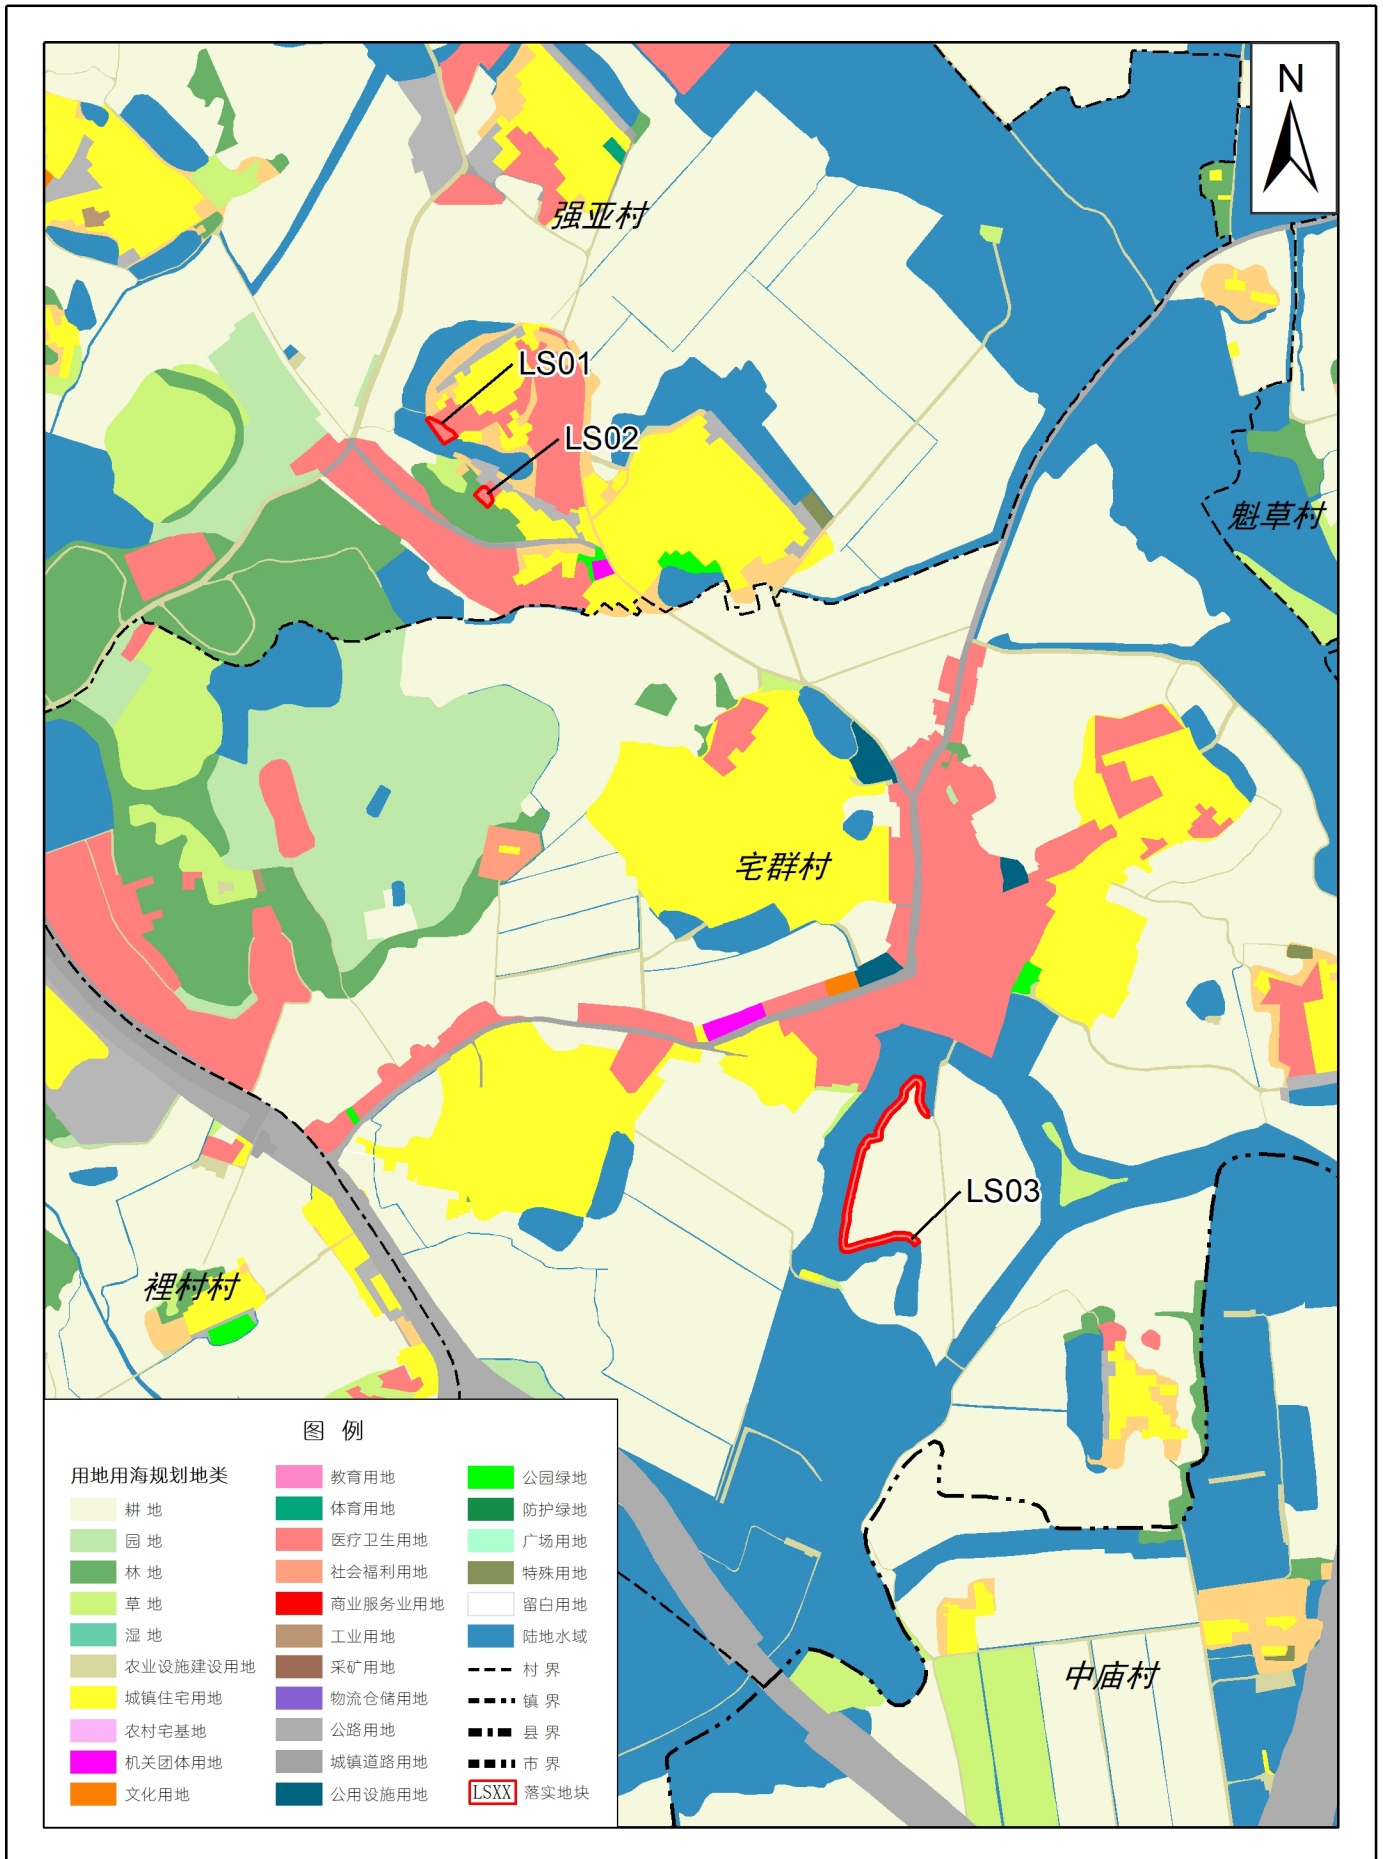 N
强亚村
LS01
LS02
魁草村
宅群村
LS03
裡村村
中庙村
图 例
用地用海规划地类
耕 地
园 地
林 地
草 地
湿 地
农业设施建设用地
城镇住宅用地
农村宅基地
机关团体用地
文化用地
教育用地
体育用地
医疗卫生用地
社会福利用地
商业服务业用地
工业用地
采矿用地
物流仓储用地
公路用地
城镇道路用地
公用设施用地
公园绿地
防护绿地
广场用地
特殊用地
留白用地
陆地水域
村 界
镇 界
县 界
市 界
LSXX 落实地块